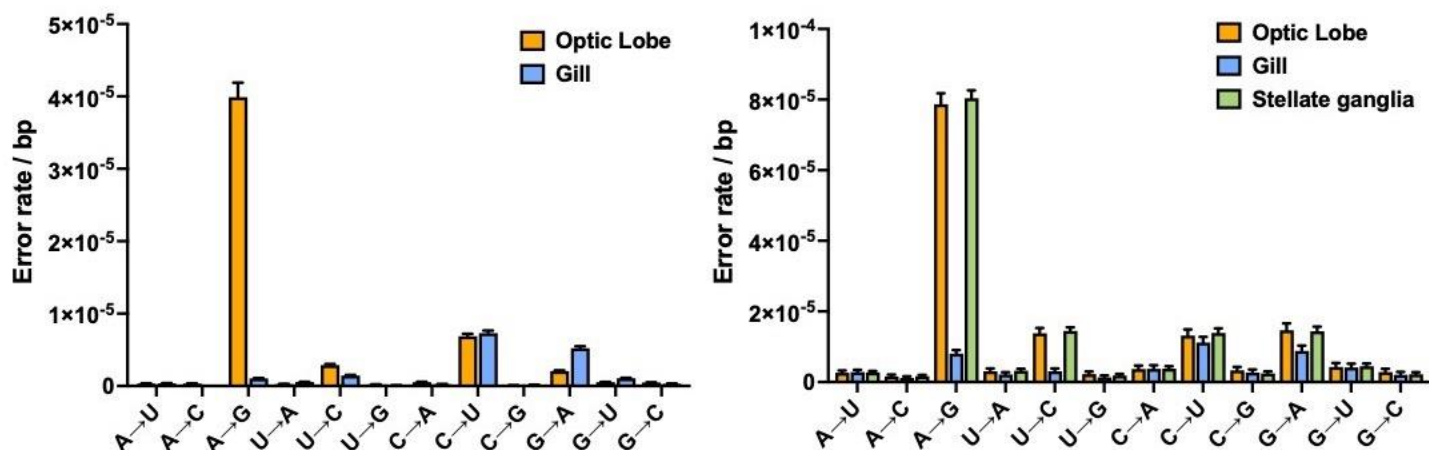 5×10⁻⁵
4×10⁻⁵
3×10⁻⁵
2×10⁻⁵
1×10⁻⁵
0
Error rate / bp
Optic Lobe
Gill
A→U
A→C
A→G
U→A
U→C
U→G
C→A
C→U
C→G
G→A
G→U
G→C
1×10⁻⁴
8×10⁻⁵
6×10⁻⁵
4×10⁻⁵
2×10⁻⁵
0
Error rate / bp
Optic Lobe
Gill
Stellate ganglia
A→U
A→C
A→G
U→A
U→C
U→G
C→A
C→U
C→G
G→A
G→U
G→C